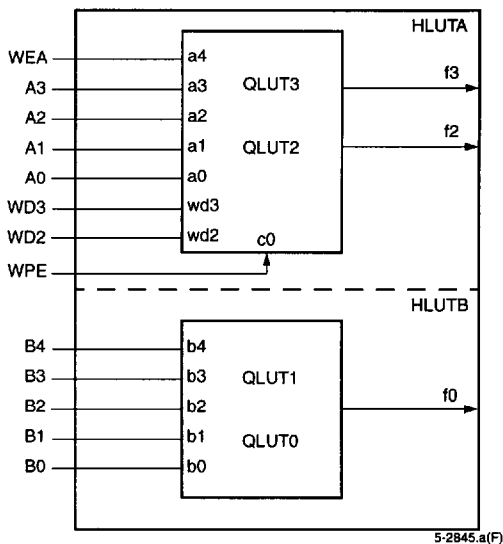 HLUTA
WEA a4 f3
A3 a3 QLUT3
A2 a2 f2
A1 a1 QLUT2
A0 a0
WD3 wd3
WD2 wd2 c0
WPE
HLUTB
B4 b4
B3 b3 QLUT1
B2 b2 f0
B1 b1 QLUT0
B0 b0
5-2845.a(F)